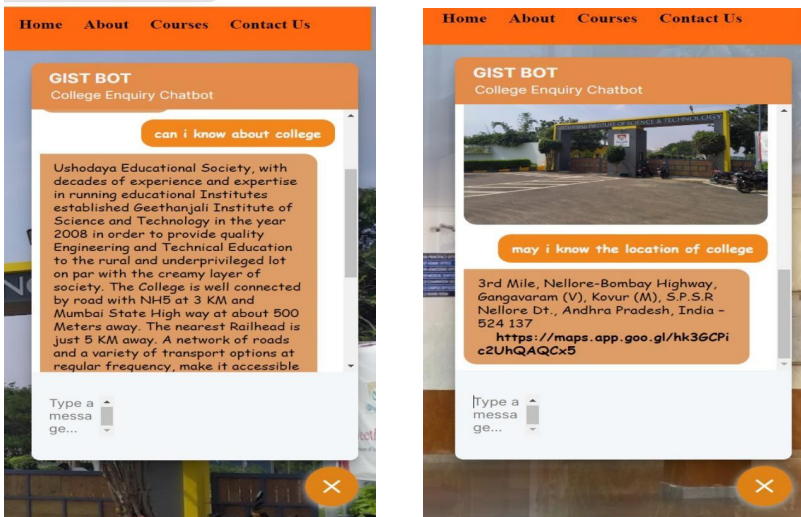 Home About Courses Contact Us
GIST BOT
College Enquiry Chatbot
can i know about college
Ushodaya Educational Society, with
decades of experience and expertise
in running educational Institutes
established Geethanjali Institute of
Science and Technology in the year
2008 in order to provide quality
Engineering and Technical Education
to the rural and underprivileged lot
on par with the creamy layer of
society. The College is well connected
by road with NH5 at 3 KM and
Mumbai State High way at about 500
Meters away. The nearest Railhead is
just 5 KM away. A network of roads
and a variety of transport options at
regular frequency, make it accessible
Type a
messa
ge...
Home About Courses Contact Us
GIST BOT
College Enquiry Chatbot
INSTITUTE OF SCIENCE & TECHNOLOGY
may i know the location of college
3rd Mile, Nellore-Bombay Highway,
Gangavaram (V), Kovur (M), S.P.S.R
Nellore Dt., Andhra Pradesh, India –
524 137
https://maps.app.goo.gl/hk3GCPi
c2UhQAQCx5
Type a
messa
ge...